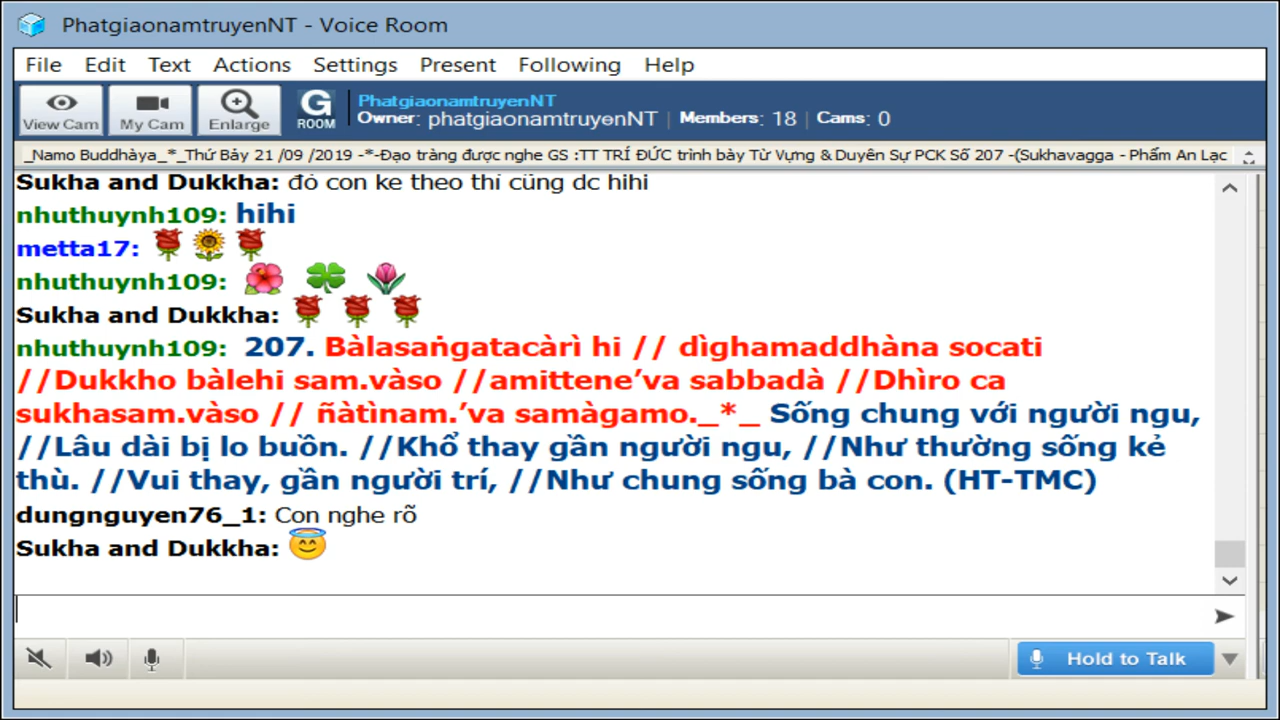 PhatgiaonamtruyenNT - Voice Room
File Edit Text Actions Settings Present Following Help
View Cam My Cam Enlarge G ROOM PhatgiaonamtruyenNT
Owner: phatgiaonamtruyenNT | Members: 18 | Cams: 0
_Namo Buddhàya_*_Thứ Bảy 21 /09 /2019 -*-Đạo tràng được nghe GS :TT TRÍ ĐỨC trình bày Từ Vựng & Duyên Sự PCK Số 207 -(Sukhavagga - Phẩm An Lạc
Sukha and Dukkha: đó con ke theo thí cũng dc hihi
nhuthuynh109: hihi
metta17:
nhuthuynh109:
Sukha and Dukkha:
nhuthuynh109: 207. Bàlasaṅgatacàrì hi // dìghamaddhàna socati
//Dukkho bàlehi sam.vàso //amittene’va sabbadà //Dhìro ca
sukhasam.vàso // ñàtìnam.’va samàgamo._*_ Sống chung với người ngu,
//Lâu dài bị lo buồn. //Khổ thay gần người ngu, //Như thường sống kẻ
thù. //Vui thay, gần người trí, //Như chung sống bà con. (HT-TMC)
dungnguyen76_1: Con nghe rõ
Sukha and Dukkha:
Hold to Talk